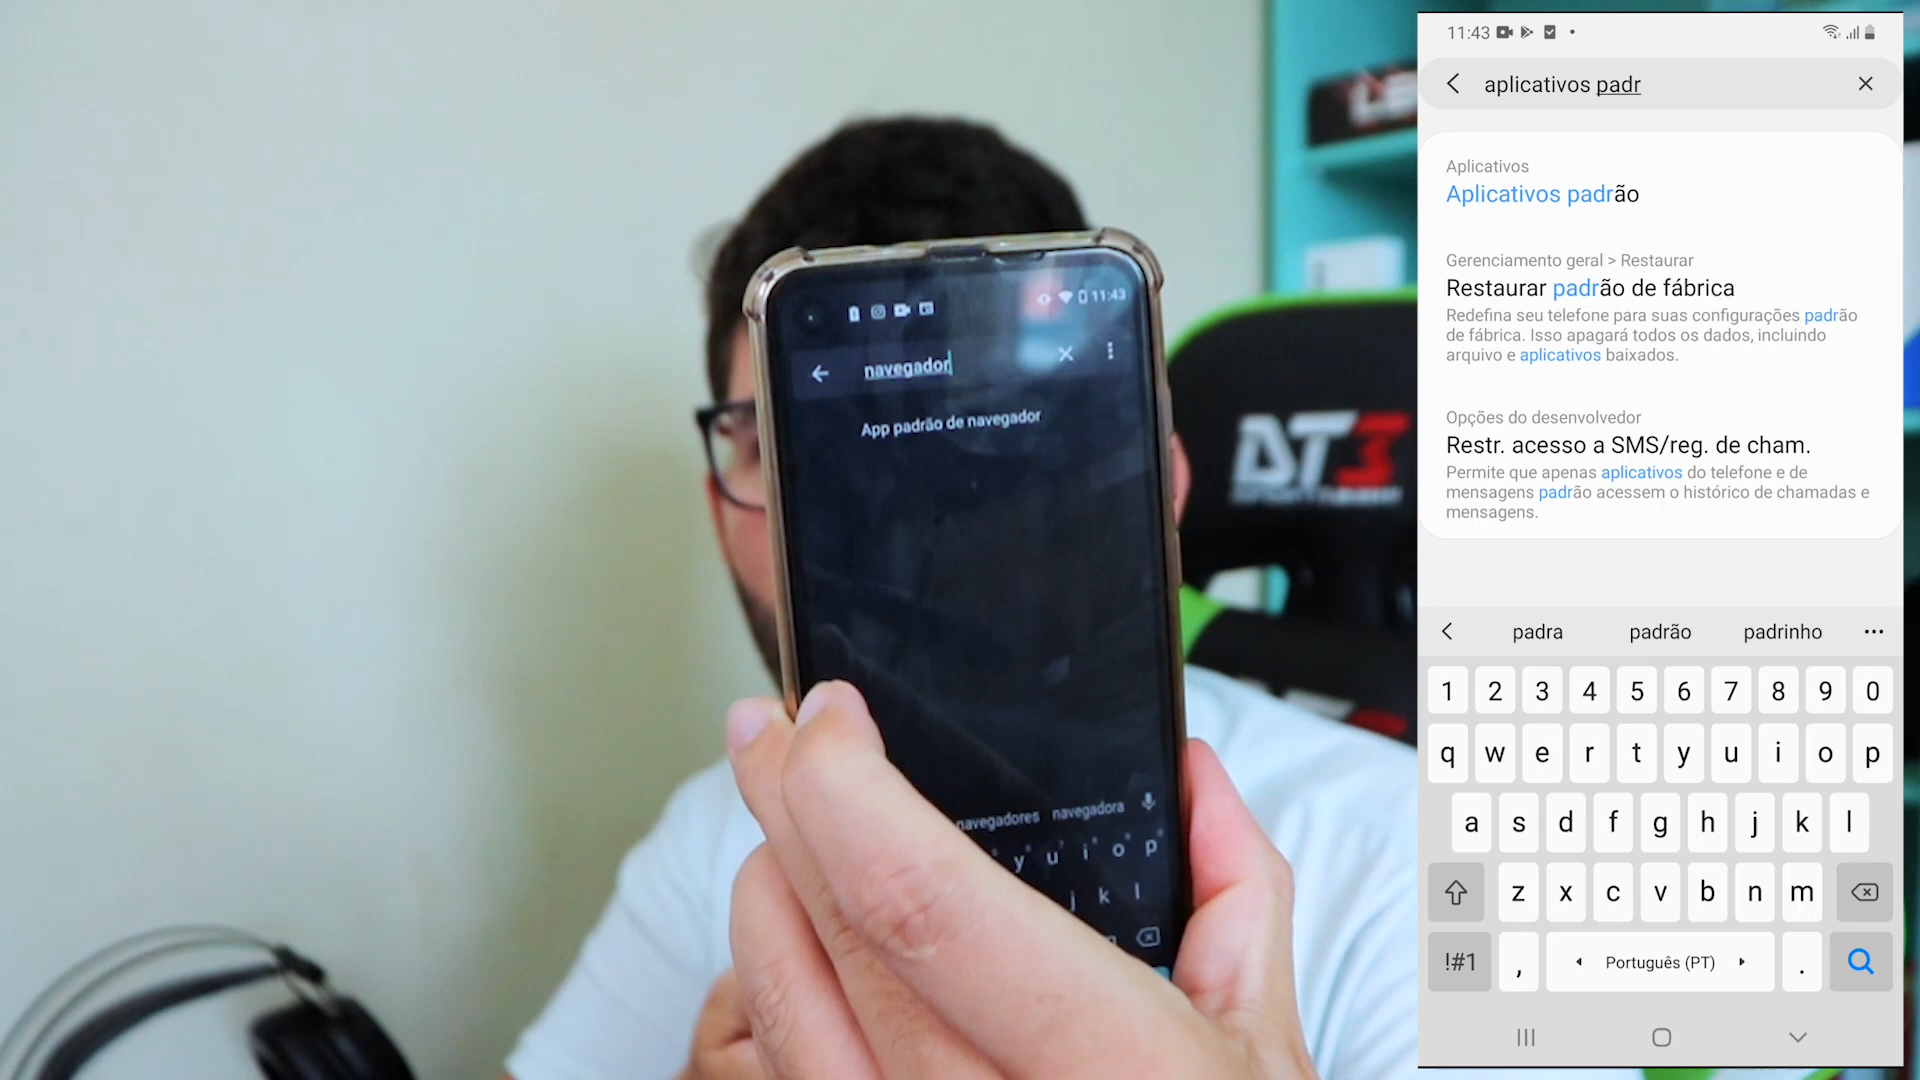 11:43
navegador
App padrão de navegador
navegadores navegadora
y u i o p
j k l
DT3
11:43
aplicativos padr
Aplicativos
Aplicativos padrão
Gerenciamento geral > Restaurar
Restaurar padrão de fábrica
Redefina seu telefone para suas configurações padrão
de fábrica. Isso apagará todos os dados, incluindo
arquivo e aplicativos baixados.
Opções do desenvolvedor
Restr. acesso a SMS/reg. de cham.
Permite que apenas aplicativos do telefone e de
mensagens padrão acessem o histórico de chamadas e
mensagens.
padra padrão padrinho
1 2 3 4 5 6 7 8 9 0
q w e r t y u i o p
a s d f g h j k l
z x c v b n m
!#1 , Português (PT) .